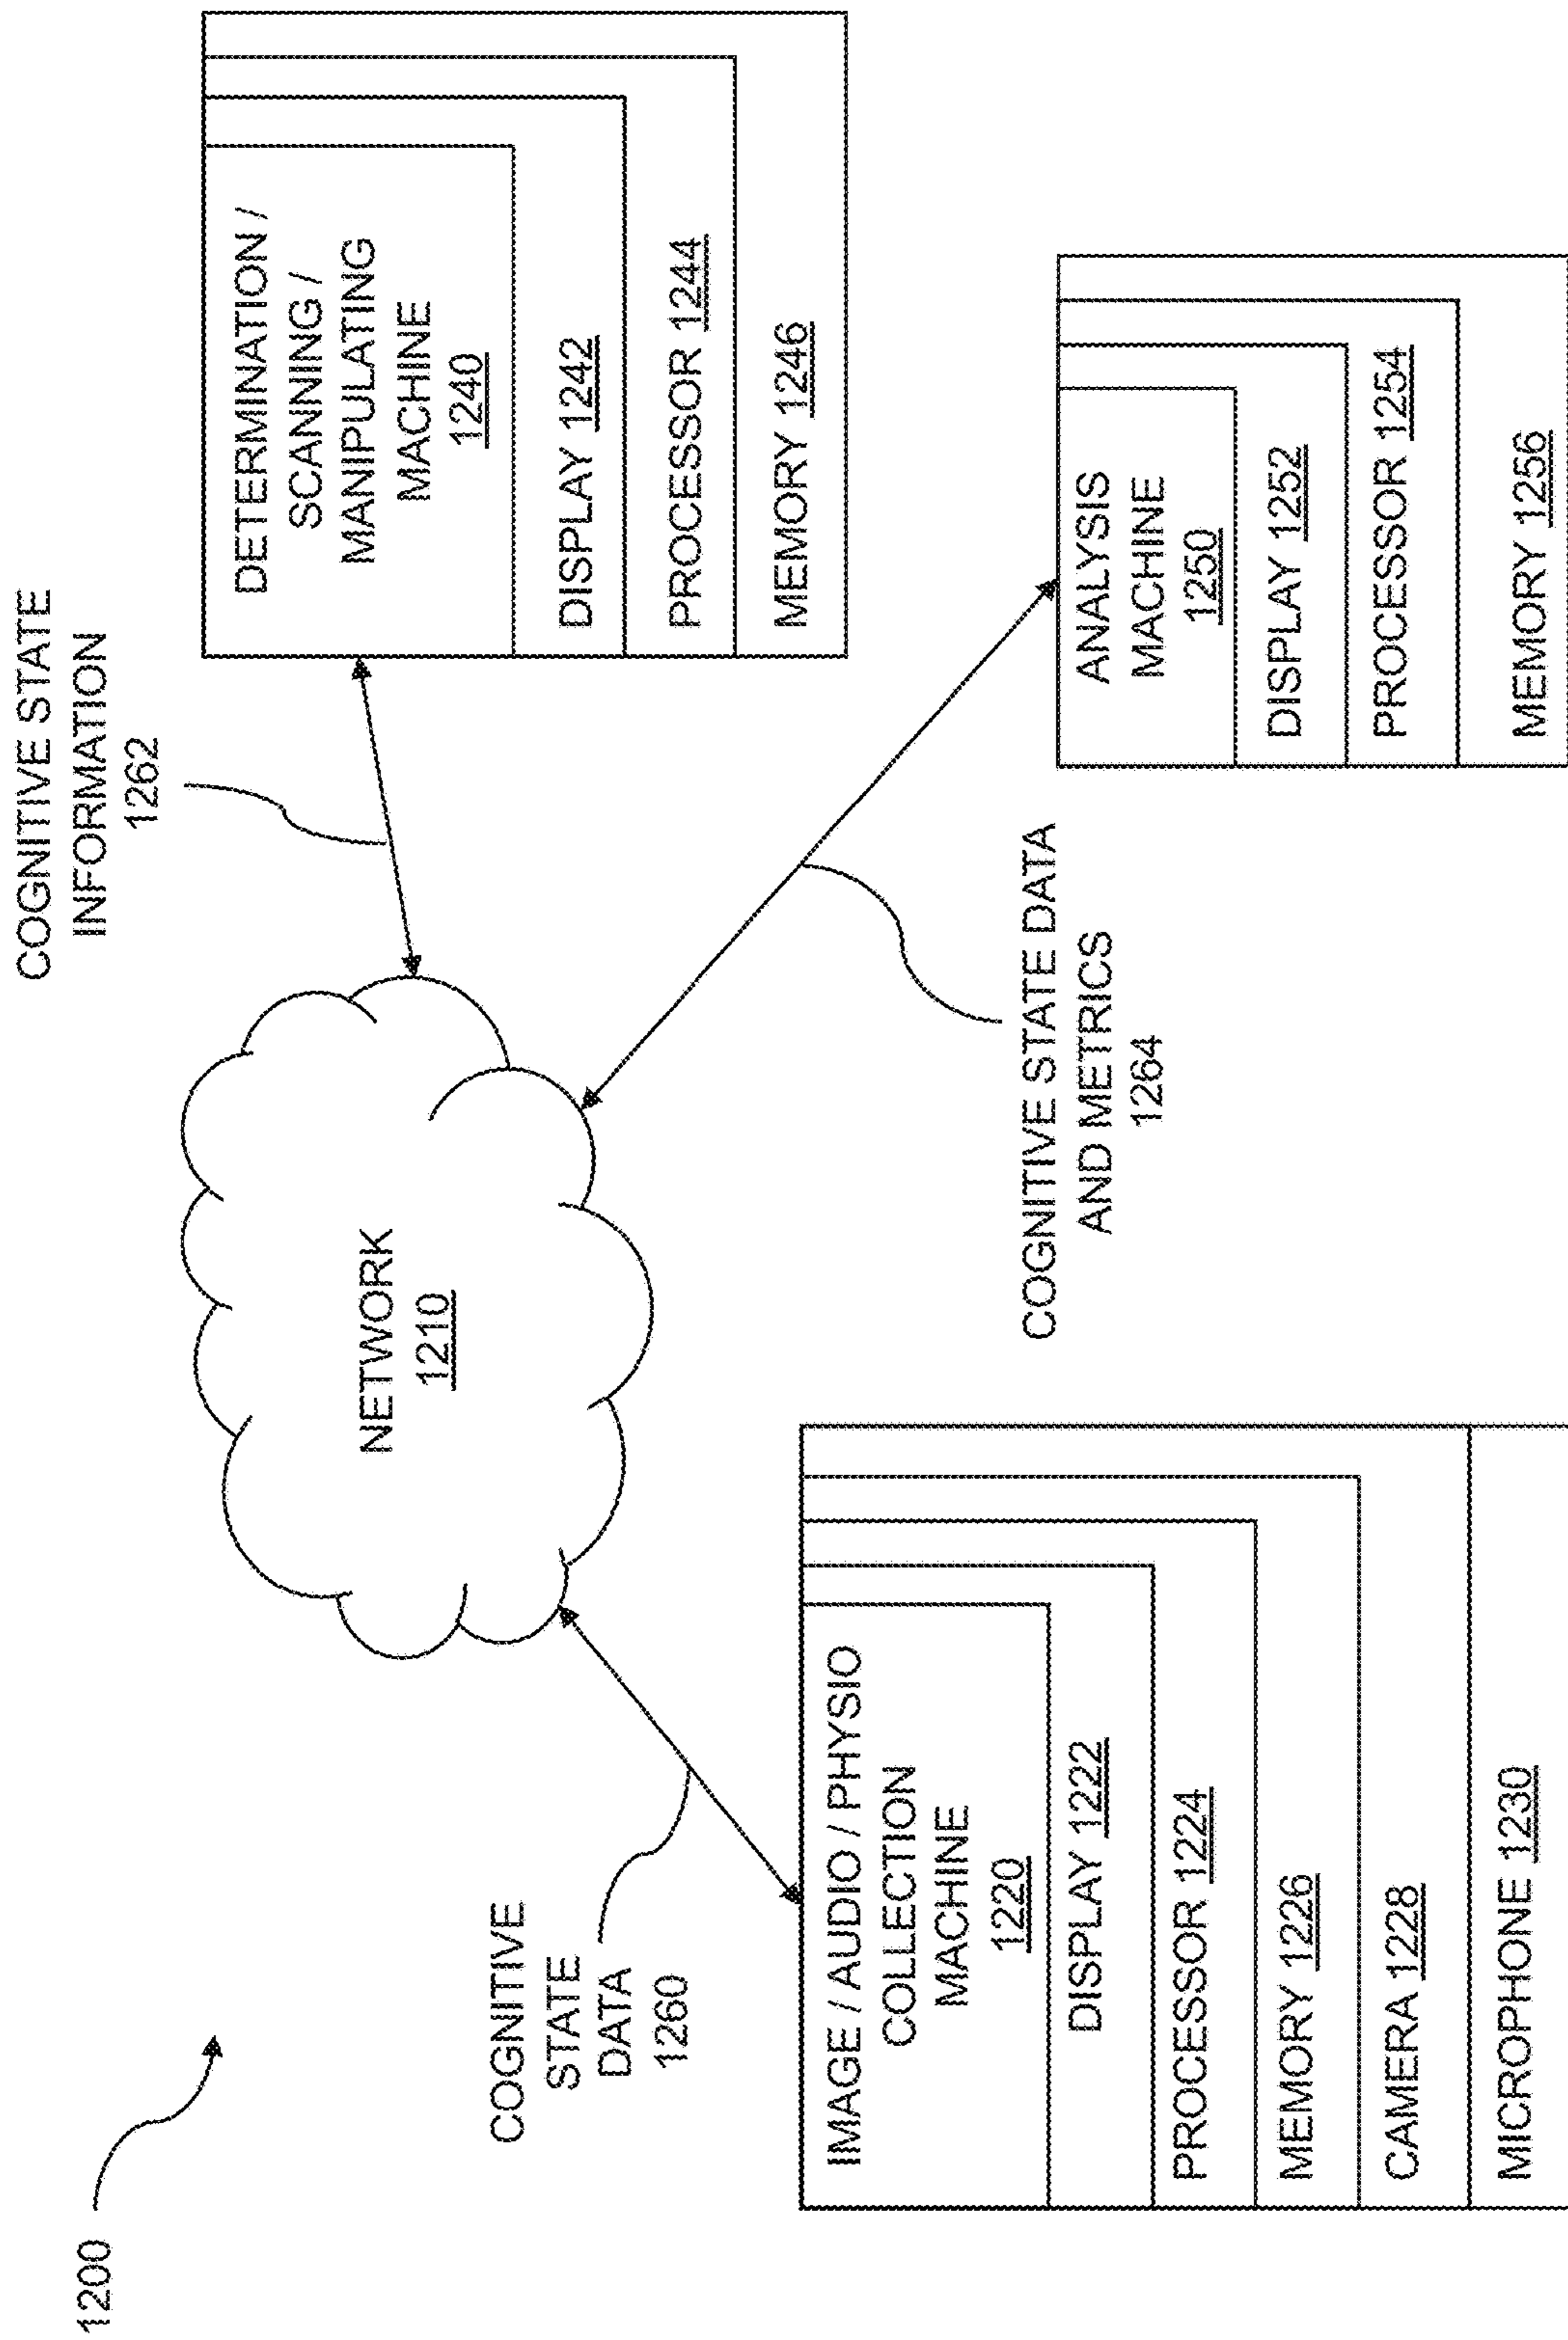 1200
COGNITIVE
STATE
DATA
1260
NETWORK
1210
COGNITIVE STATE
INFORMATION
1262
DETERMINATION /
SCANNING /
MANIPULATING
MACHINE
1240
DISPLAY 1242
PROCESSOR 1244
MEMORY 1246
IMAGE / AUDIO / PHYSIO
COLLECTION
MACHINE
1220
DISPLAY 1222
PROCESSOR 1224
MEMORY 1226
CAMERA 1228
MICROPHONE 1230
COGNITIVE STATE DATA
AND METRICS
1264
ANALYSIS
MACHINE
1250
DISPLAY 1252
PROCESSOR 1254
MEMORY 1256